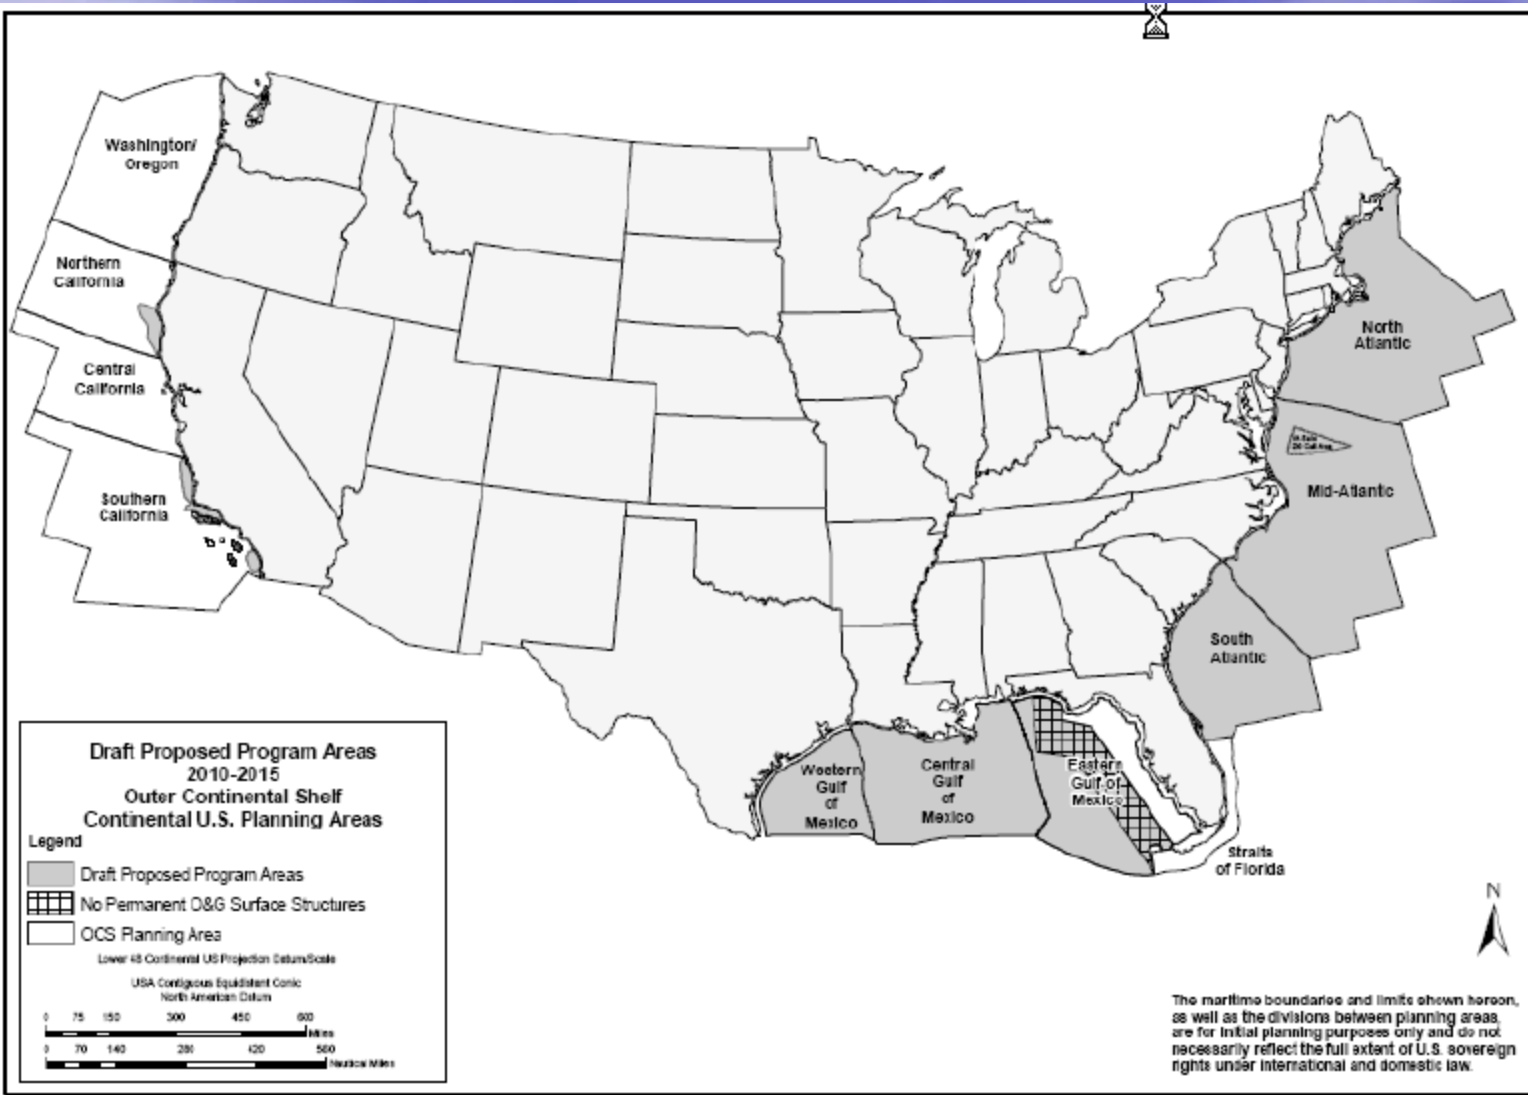 Washington/
Oregon
Northern
California
Central
California
Southern
California
North
Atlantic
Mid-Atlantic
South
Atlantic
Western
Gulf
of
Mexico
Central
Gulf
of
Mexico
Eastern
Gulf of
Mexico
Straits
of Florida
N
Draft Proposed Program Areas
2010-2015
Outer Continental Shelf
Continental U.S. Planning Areas
Legend
Draft Proposed Program Areas
No Permanent O&G Surface Structures
OCS Planning Area
Lower 48 Continental US Projection Datum/Scale
USA Contiguous Equidistant Conic
North American Datum
0 75 150 300 450 600
Miles
0 70 140 280 420 560
Nautical Miles
The maritime boundaries and limits shown hereon,
as well as the divisions between planning areas,
are for initial planning purposes only and do not
necessarily reflect the full extent of U.S. sovereign
rights under international and domestic law.